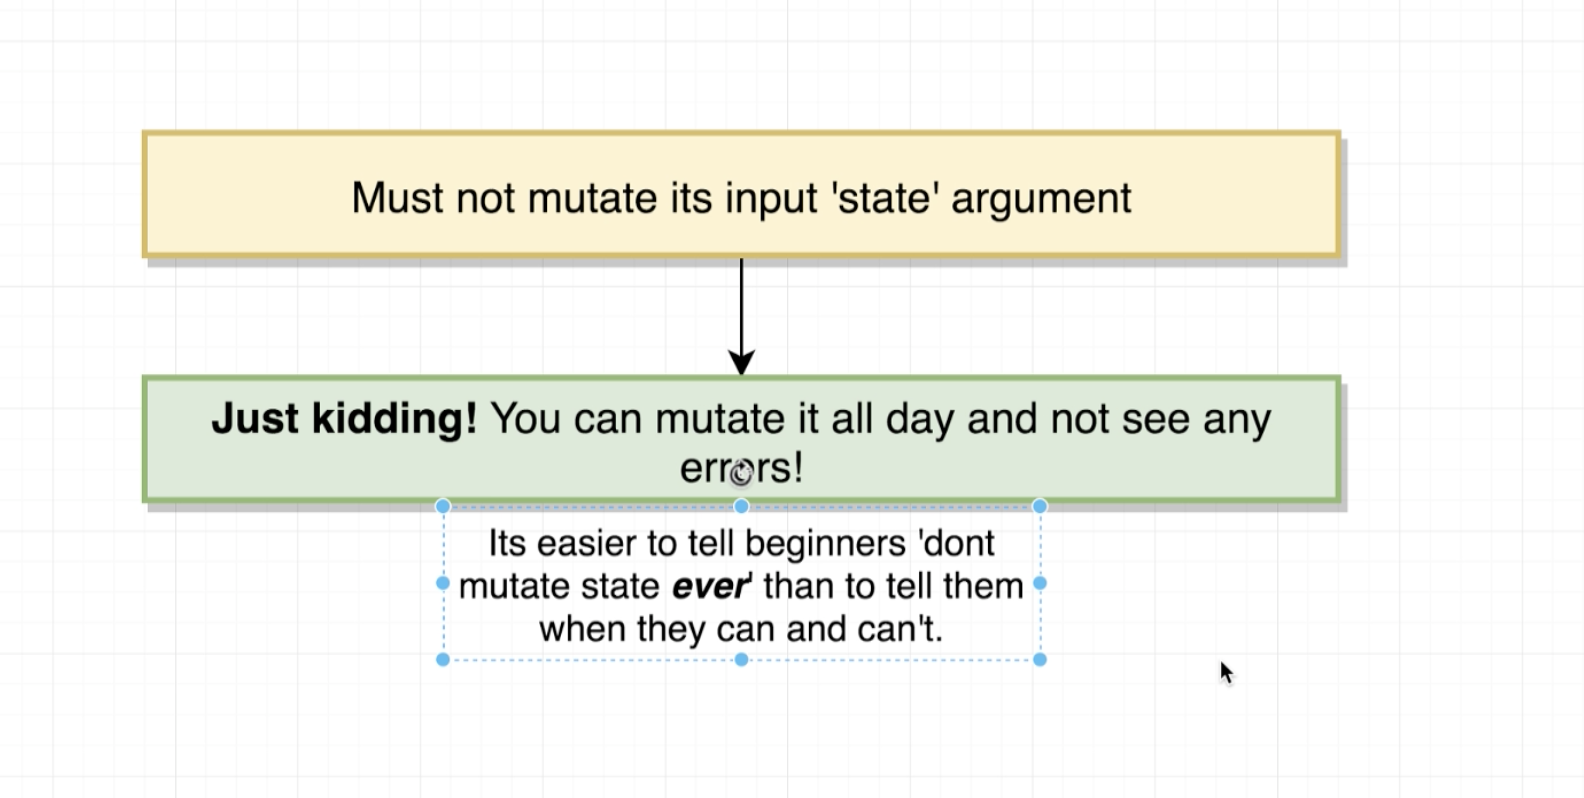 Must not mutate its input 'state' argument
Just kidding! You can mutate it all day and not see any
errors!
Its easier to tell beginners 'dont
mutate state ever' than to tell them
when they can and can't.